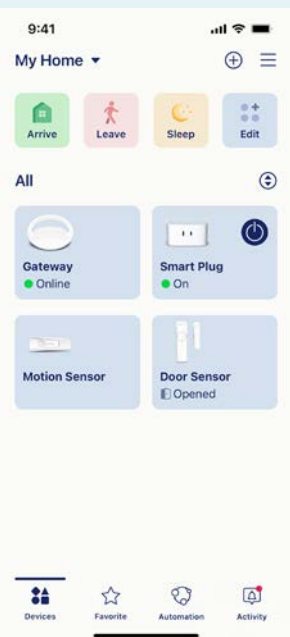 9:41
My Home
Arrive
Leave
Sleep
Edit
All
Gateway
Online
Smart Plug
On
Motion Sensor
Door Sensor
Opened
Devices
Favorite
Automation
Activity